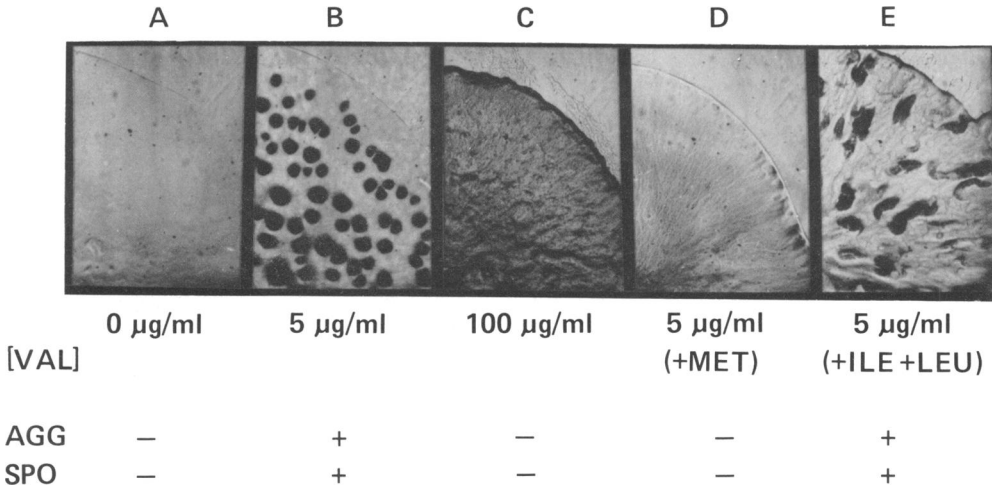 A B C D E
0 µg/ml 5 µg/ml 100 µg/ml 5 µg/ml 5 µg/ml
[VAL] (+MET) (+ILE +LEU)
AGG − + − − +
SPO − + − − +